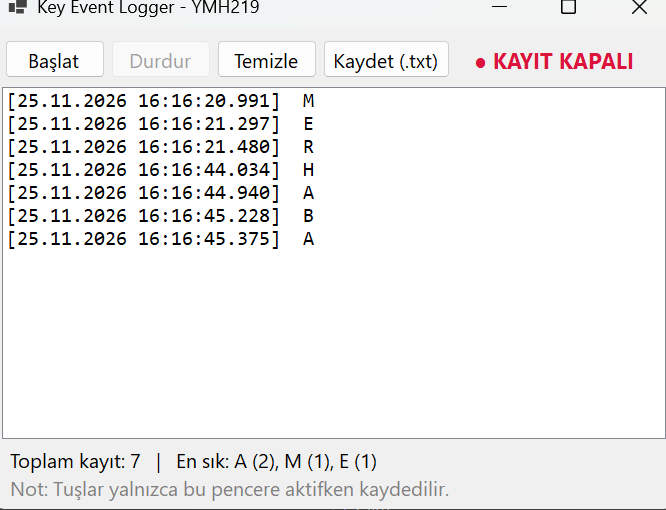 Key Event Logger - YMH219
Başlat Durdur Temizle Kaydet (.txt) ● KAYIT KAPALI
[25.11.2026 16:16:20.991] M
[25.11.2026 16:16:21.297] E
[25.11.2026 16:16:21.480] R
[25.11.2026 16:16:44.034] H
[25.11.2026 16:16:44.940] A
[25.11.2026 16:16:45.228] B
[25.11.2026 16:16:45.375] A
Toplam kayıt: 7 | En sık: A (2), M (1), E (1)
Not: Tuşlar yalnızca bu pencere aktifken kaydedilir.